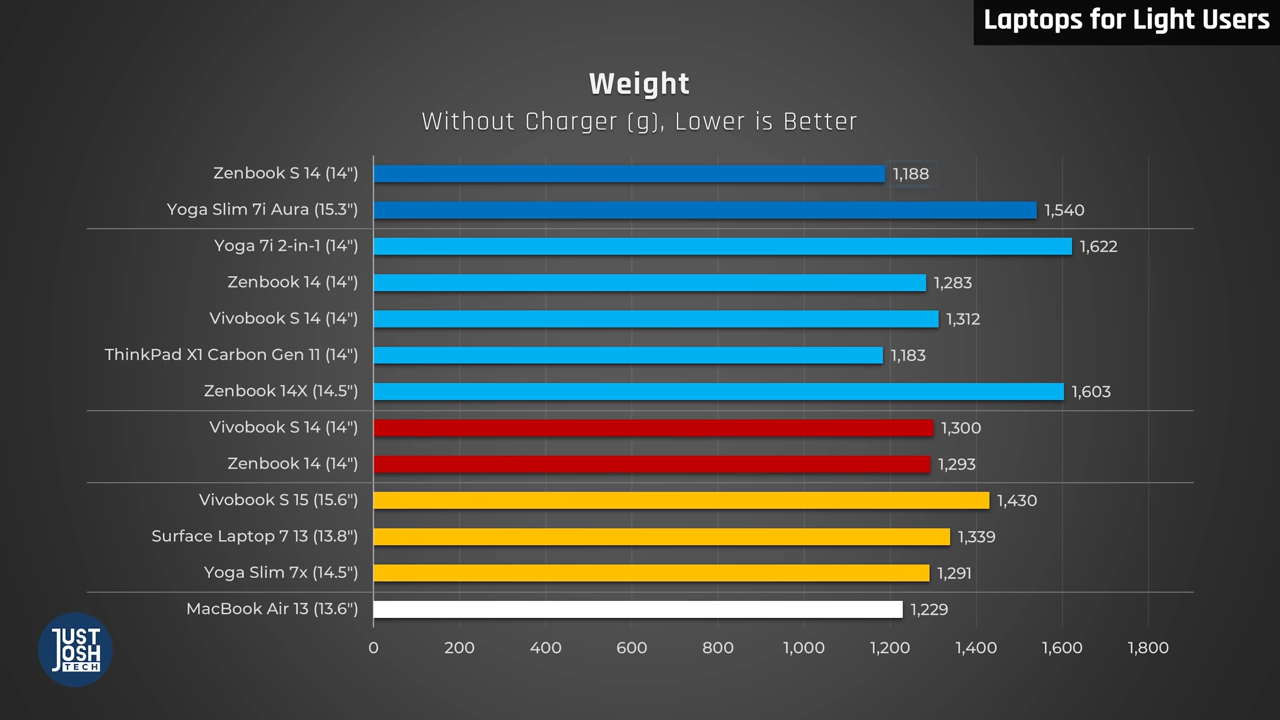 Laptops for Light Users
Weight
Without Charger (g), Lower is Better
Zenbook S 14 (14") 1,188
Yoga Slim 7i Aura (15.3") 1,540
Yoga 7i 2-in-1 (14") 1,622
Zenbook 14 (14") 1,283
Vivobook S 14 (14") 1,312
ThinkPad X1 Carbon Gen 11 (14") 1,183
Zenbook 14X (14.5") 1,603
Vivobook S 14 (14") 1,300
Zenbook 14 (14") 1,293
Vivobook S 15 (15.6") 1,430
Surface Laptop 7 13 (13.8") 1,339
Yoga Slim 7x (14.5") 1,291
MacBook Air 13 (13.6") 1,229
0 200 400 600 800 1,000 1,200 1,400 1,600 1,800
JUST
JOSH
TECH